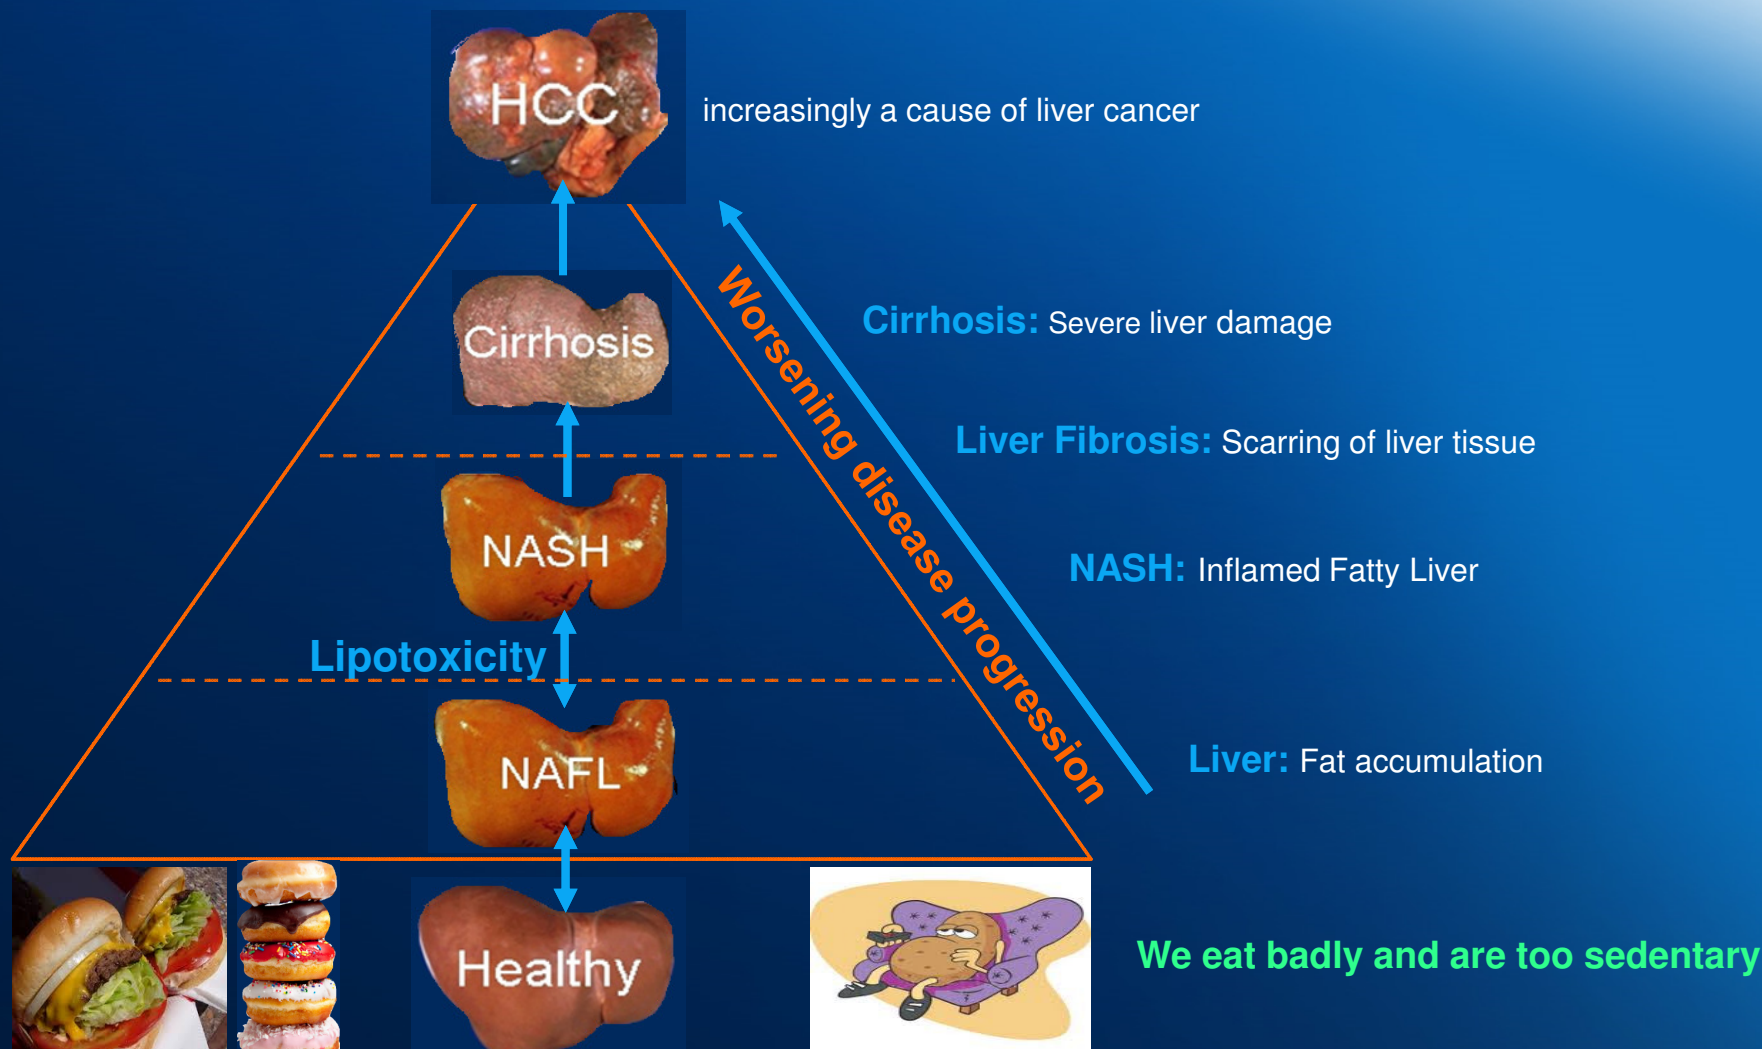 HCC
increasingly a cause of liver cancer
Cirrhosis
Cirrhosis: Severe liver damage
Worsening disease progression
Liver Fibrosis: Scarring of liver tissue
NASH
NASH: Inflamed Fatty Liver
Lipotoxicity
NAFL
Liver: Fat accumulation
Healthy
We eat badly and are too sedentary